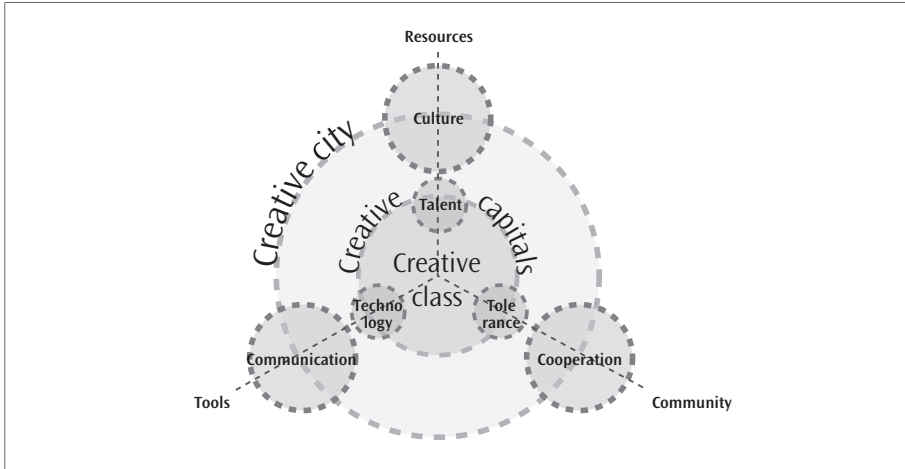 Resources
Culture
Creative city
Talent
Creative capitals
Creative
class
Techno
logy
Tole
rance
Communication
Cooperation
Tools
Community